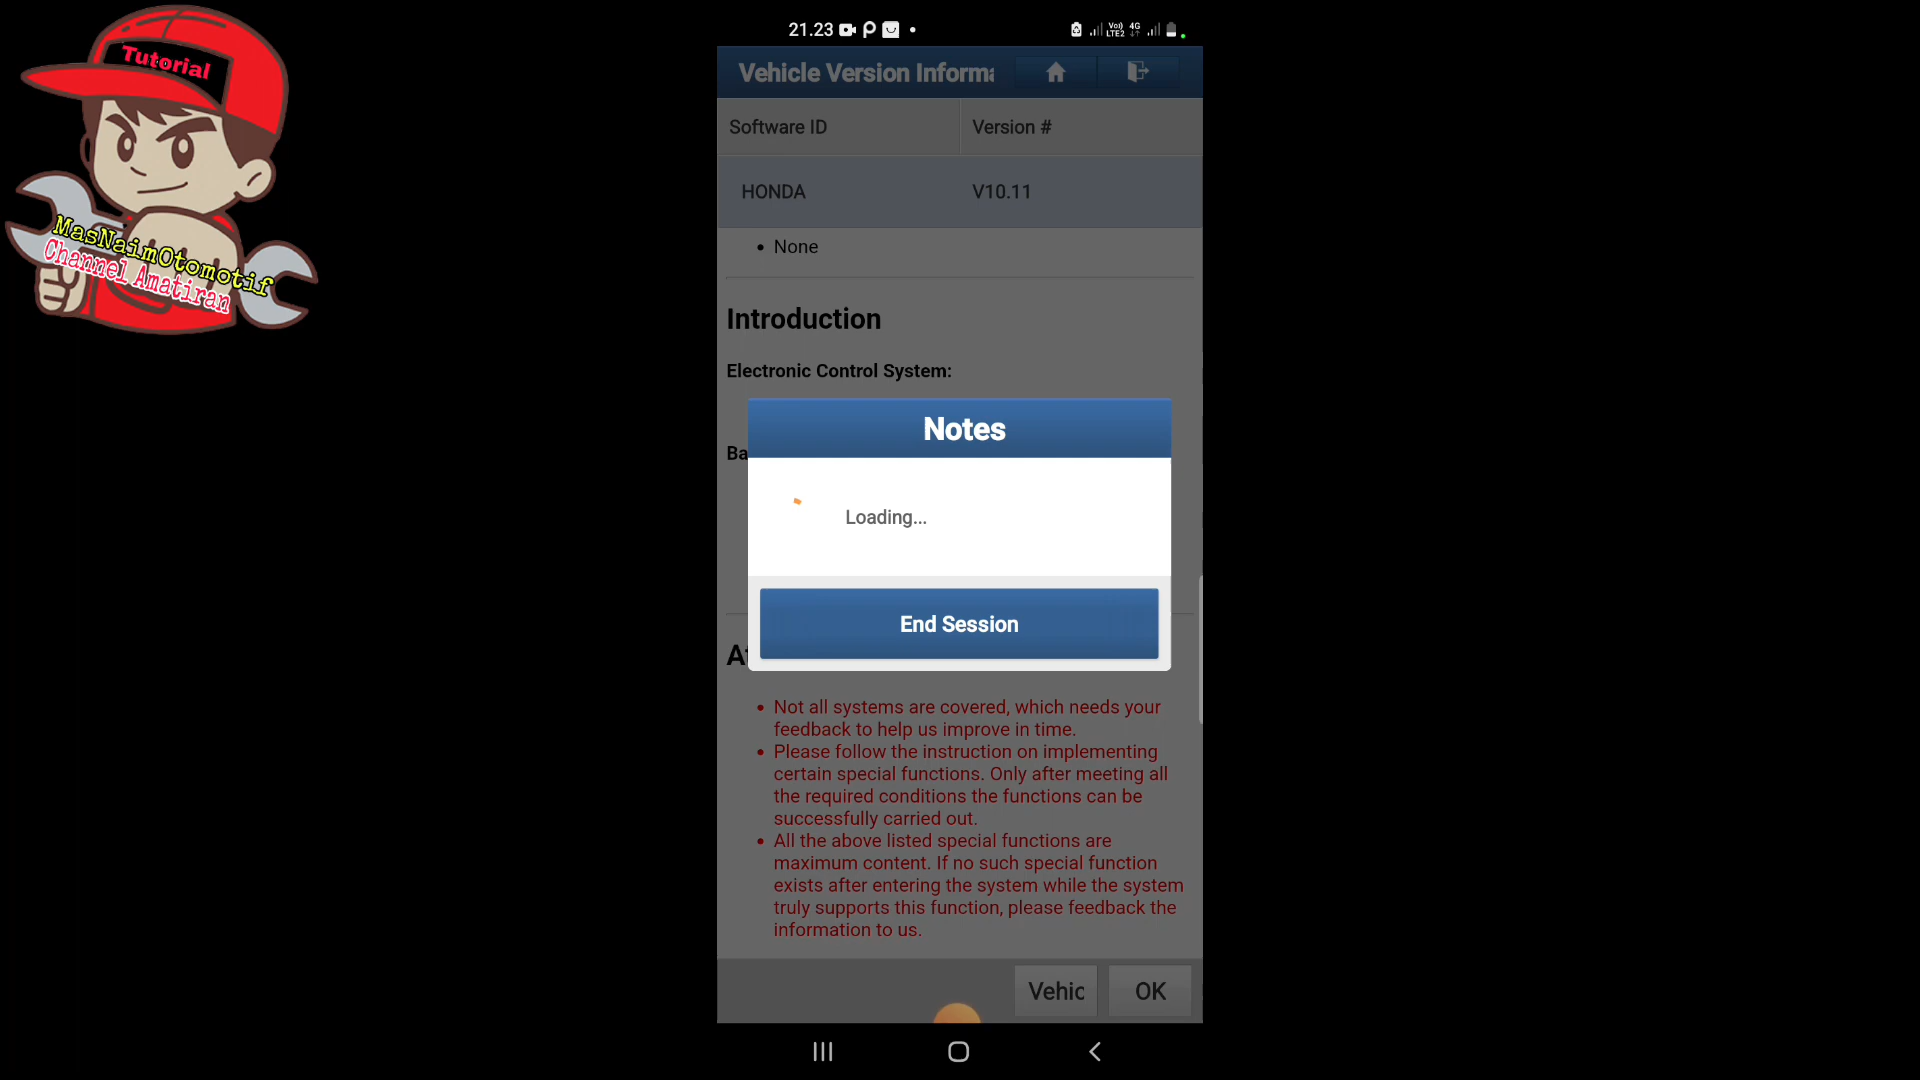 Tutorial
MasNaimOtomotif
Channel Amatiran
21.23
Vo))
LTE2
4G
Vehicle Version Informa
Software ID
Version #
HONDA
V10.11
• None
Introduction
Electronic Control System:
Ba
Notes
Loading...
End Session
• Not all systems are covered, which needs your
feedback to help us improve in time.
• Please follow the instruction on implementing
certain special functions. Only after meeting all
the required conditions the functions can be
successfully carried out.
• All the above listed special functions are
maximum content. If no such special function
exists after entering the system while the system
truly supports this function, please feedback the
information to us.
Vehic
OK